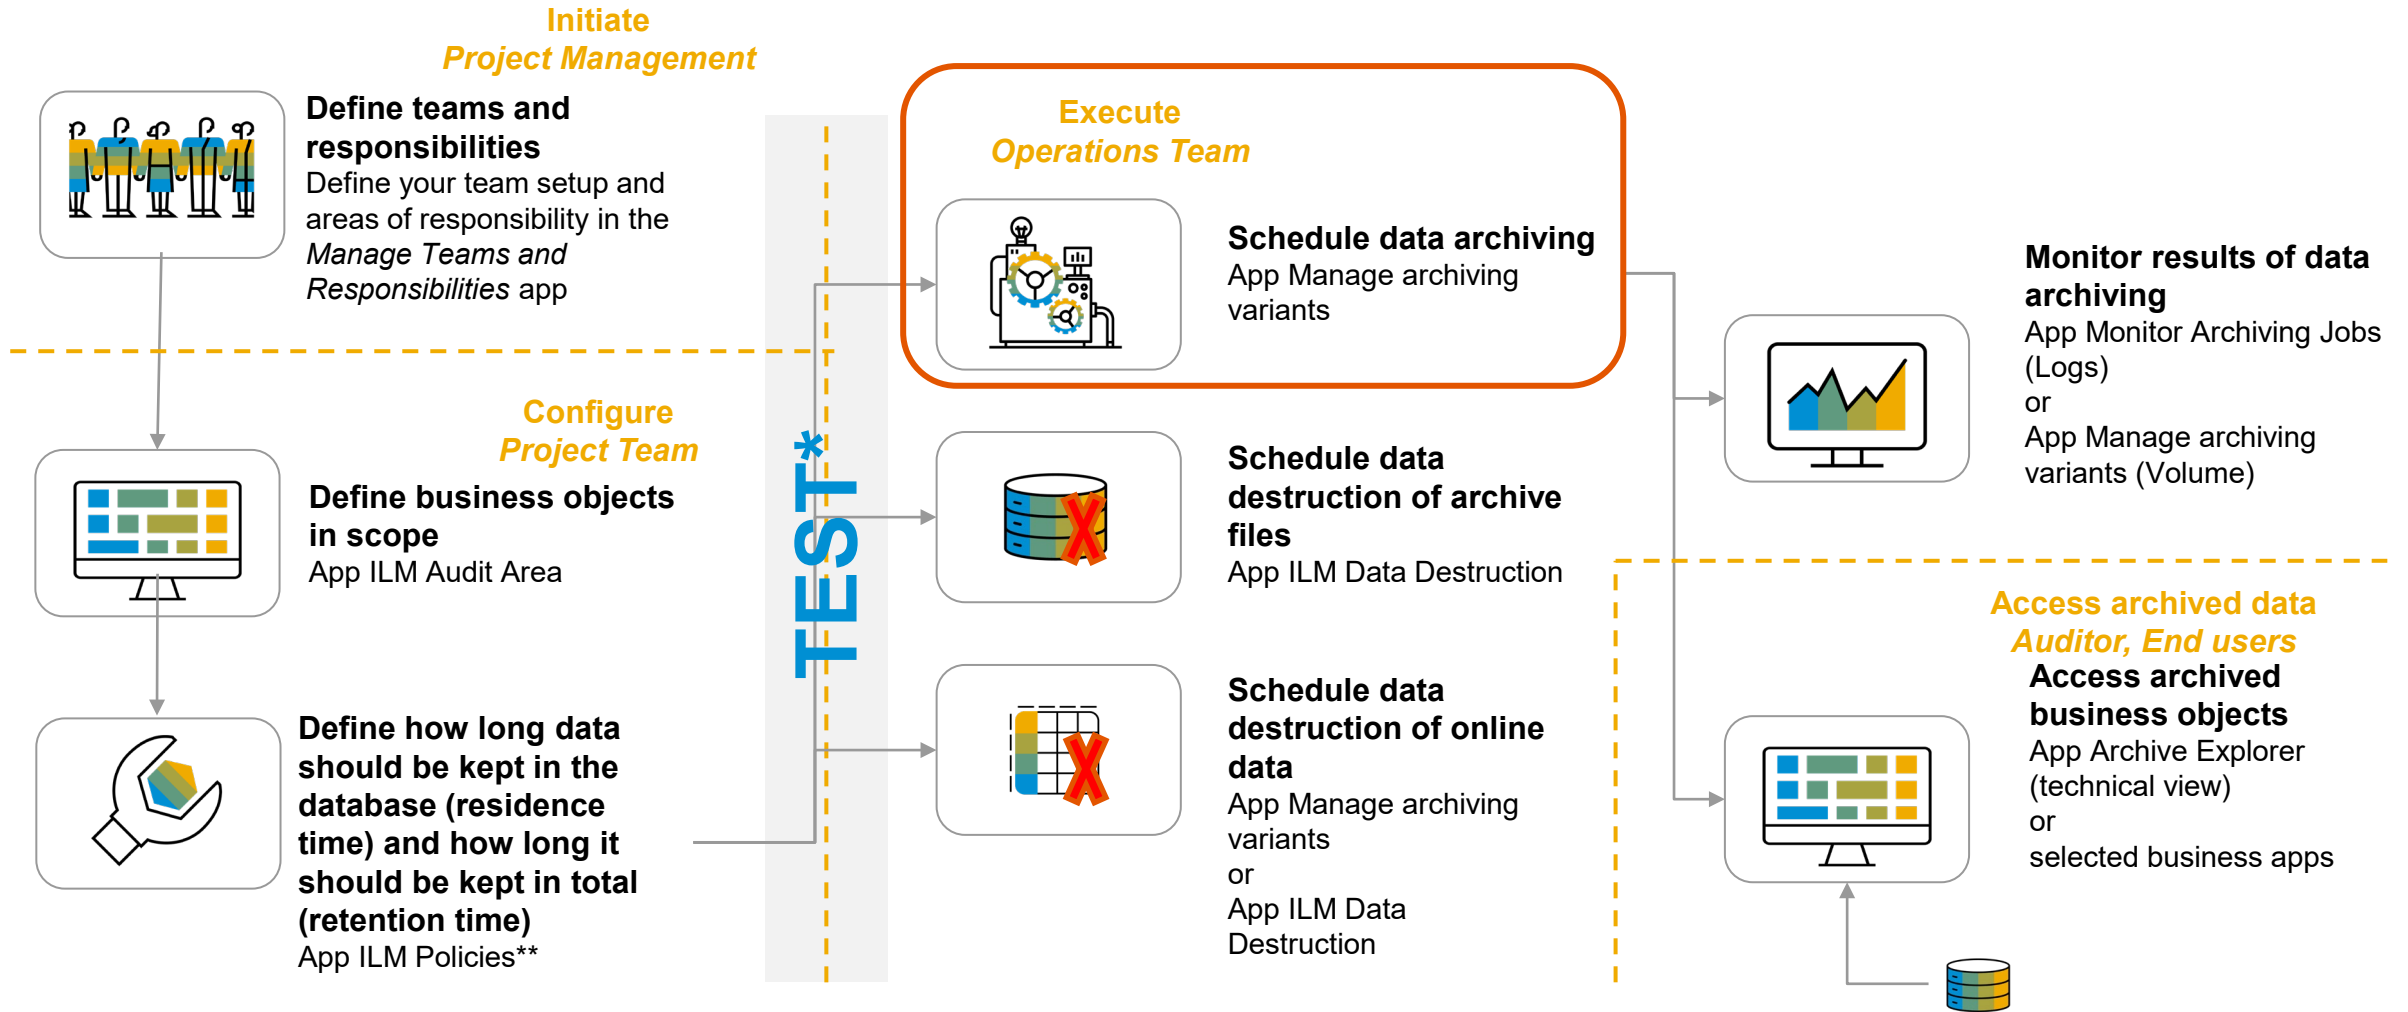 Initiate
Project Management
Define teams and
responsibilities
Define your team setup and
areas of responsibility in the
Manage Teams and
Responsibilities app
Configure
Project Team
Define business objects
in scope
App ILM Audit Area
Define how long data
should be kept in the
database (residence
time) and how long it
should be kept in total
(retention time)
App ILM Policies**
TEST*
Execute
Operations Team
Schedule data archiving
App Manage archiving
variants
Schedule data
destruction of archive
files
App ILM Data Destruction
Schedule data
destruction of online
data
App Manage archiving
variants
or
App ILM Data
Destruction
Monitor results of data
archiving
App Monitor Archiving Jobs
(Logs)
or
App Manage archiving
variants (Volume)
Access archived data
Auditor, End users
Access archived
business objects
App Archive Explorer
(technical view)
or
selected business apps